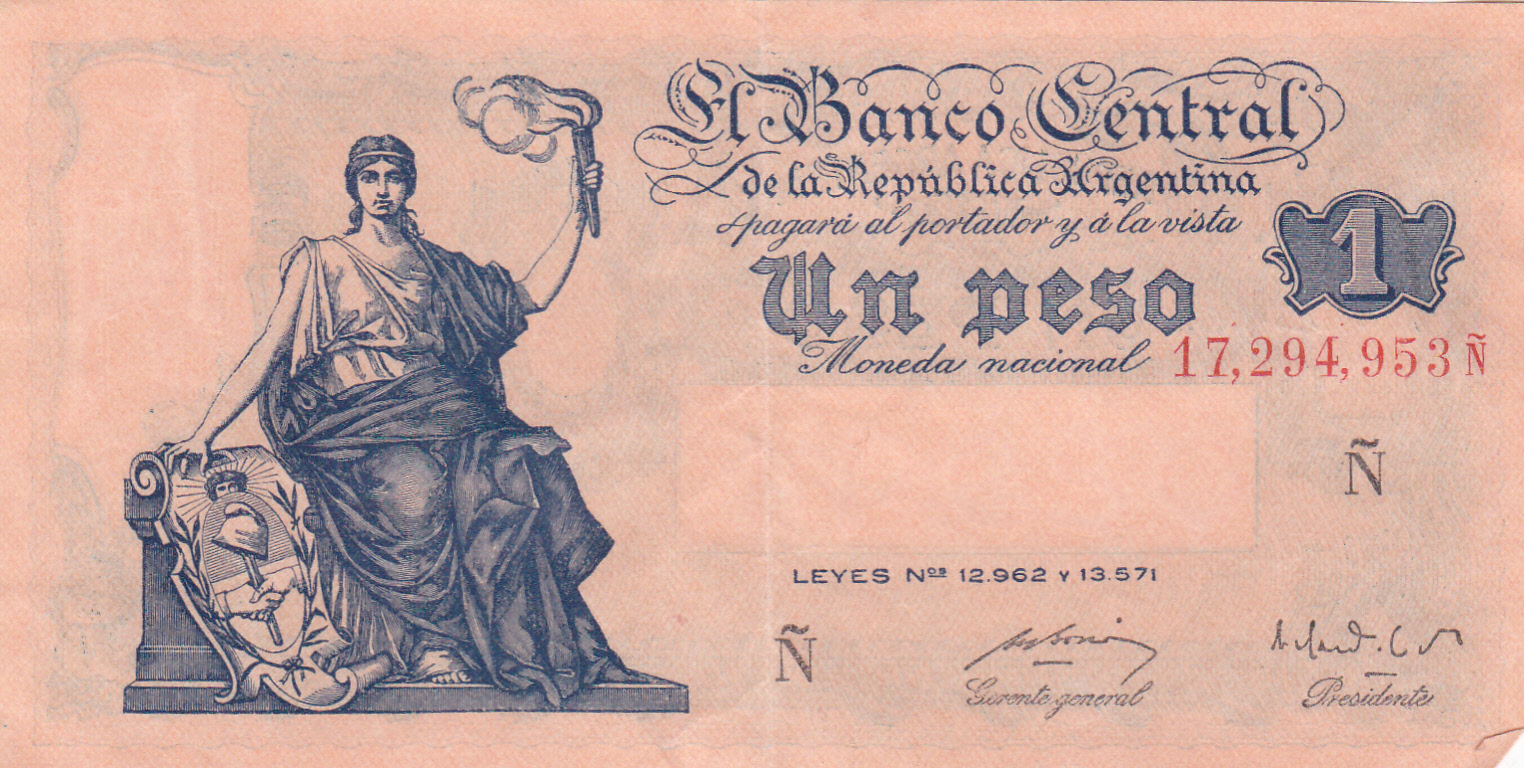 El Banco Central
de la República Argentina
pagará al portador y á la vista
1
Un peso
Moneda nacional
17,294,953 Ñ
Ñ
LEYES Nºˢ 12.962 Y 13.571
Ñ
Gerente general
Presidente